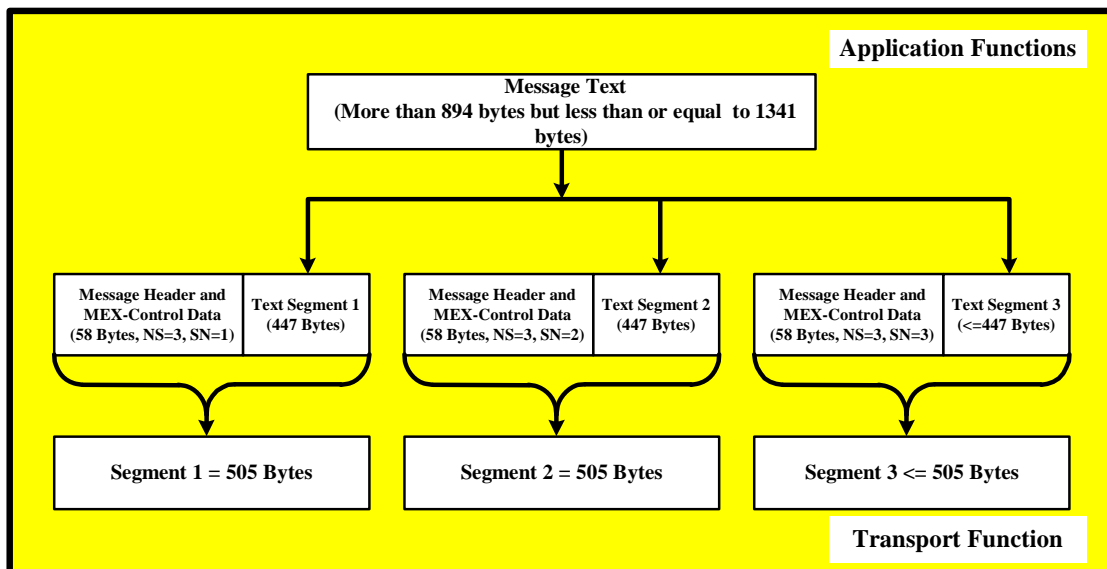 Application Functions
Message Text
(More than 894 bytes but less than or equal to 1341
bytes)
Message Header and
MEX-Control Data
(58 Bytes, NS=3, SN=1)
Text Segment 1
(447 Bytes)
Message Header and
MEX-Control Data
(58 Bytes, NS=3, SN=2)
Text Segment 2
(447 Bytes)
Message Header and
MEX-Control Data
(58 Bytes, NS=3, SN=3)
Text Segment 3
(<=447 Bytes)
Segment 1 = 505 Bytes
Segment 2 = 505 Bytes
Segment 3 <= 505 Bytes
Transport Function